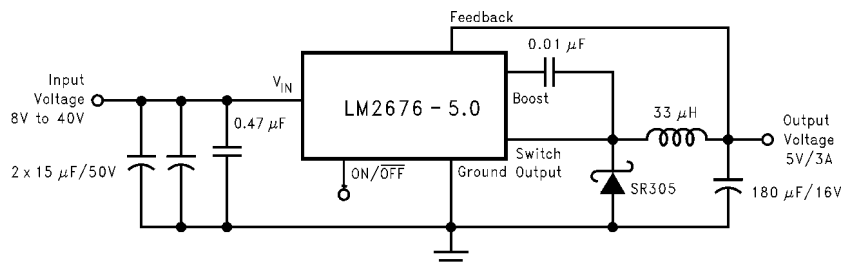 Feedback
0.01 µF
Input
Voltage
8V to 40V
V_IN
LM2676 – 5.0
Boost
33 µH
Output
Voltage
5V/3A
0.47 µF
2 x 15 µF/50V
ON/O̅F̅F̅
Ground
Switch
Output
SR305
180 µF/16V